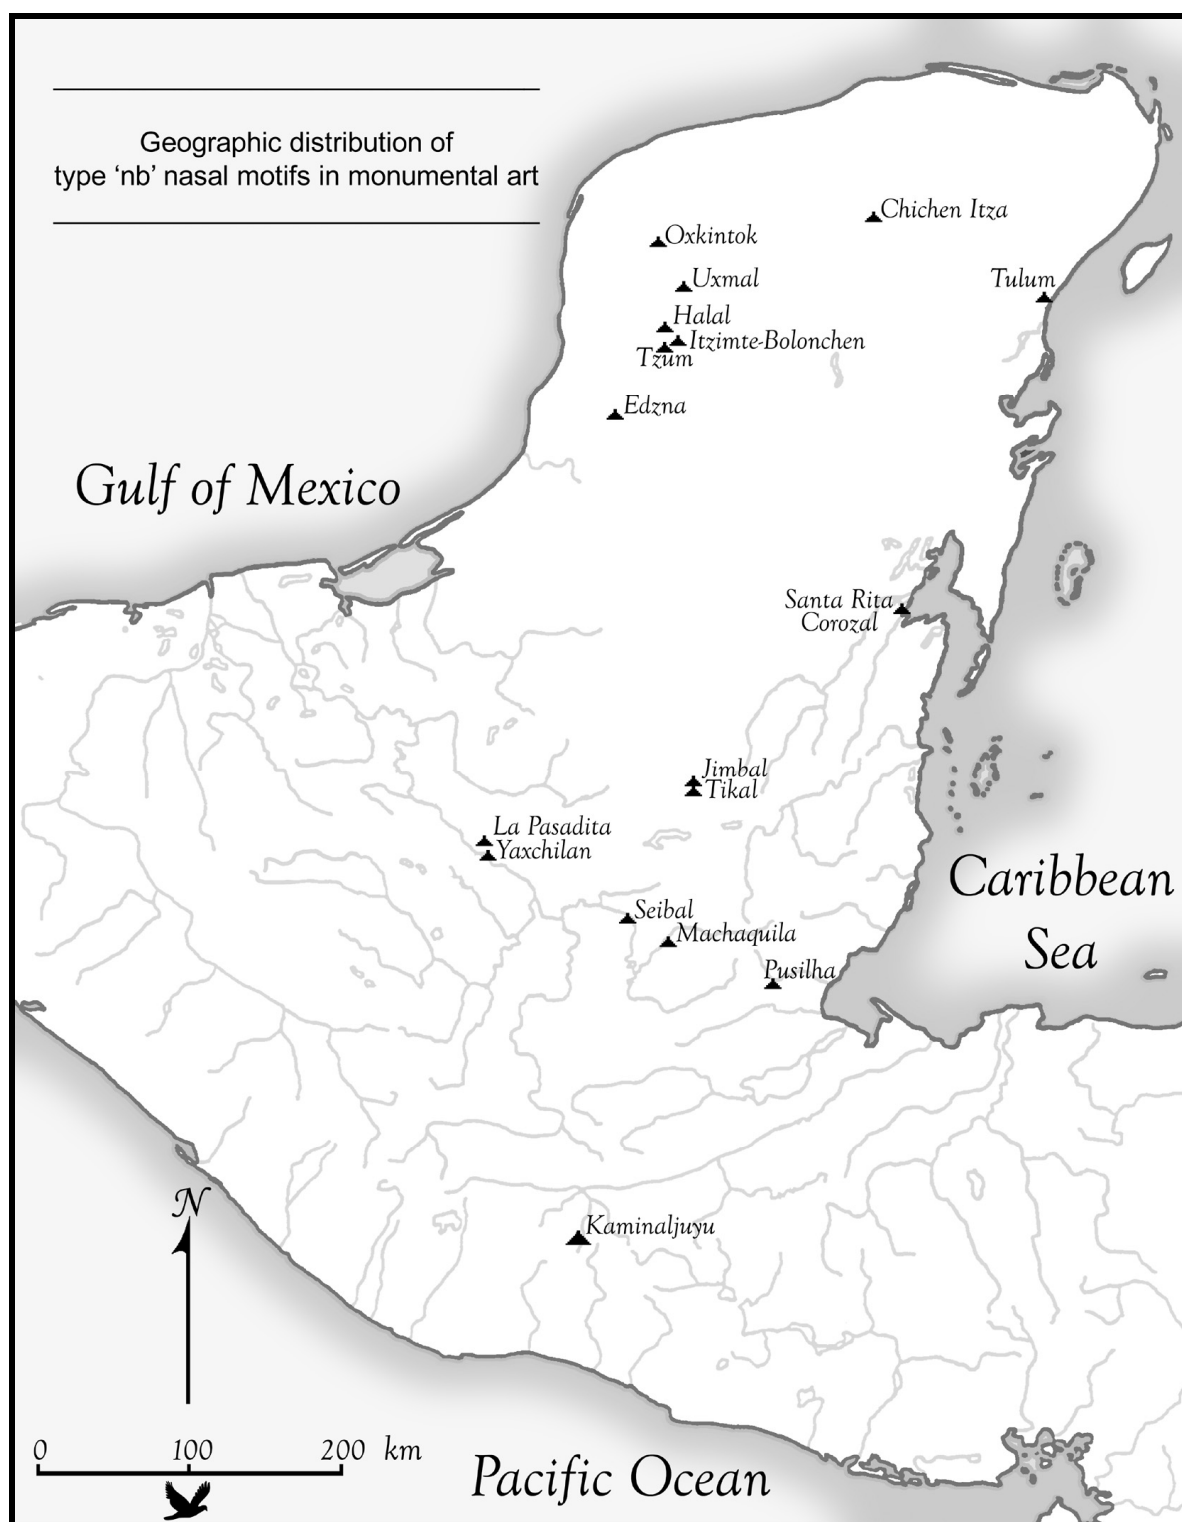 Geographic distribution of
type ‘nb’ nasal motifs in monumental art
Chichen Itza
Oxkintok
Uxmal
Tulum
Halal
Itzimte-Bolonchen
Tzum
Edzna
Gulf of Mexico
Santa Rita
Corozal
Jimbal
Tikal
La Pasadita
Yaxchilan
Caribbean
Sea
Seibal
Machaquila
Pusilha
N
Kaminaljuyu
0 100 200 km
Pacific Ocean